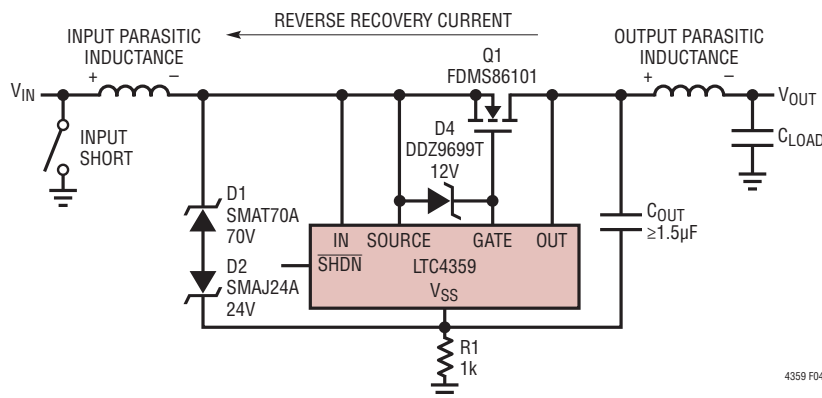 REVERSE RECOVERY CURRENT
INPUT PARASITIC
INDUCTANCE
+ –
OUTPUT PARASITIC
INDUCTANCE
+ –
Q1
FDMS86101
VIN
VOUT
INPUT
SHORT
D4
DDZ9699T
12V
CLOAD
D1
SMAT70A
70V
D2
SMAJ24A
24V
COUT
≥1.5µF
IN SOURCE GATE OUT
SHDN
LTC4359
VSS
R1
1k
4359 F04